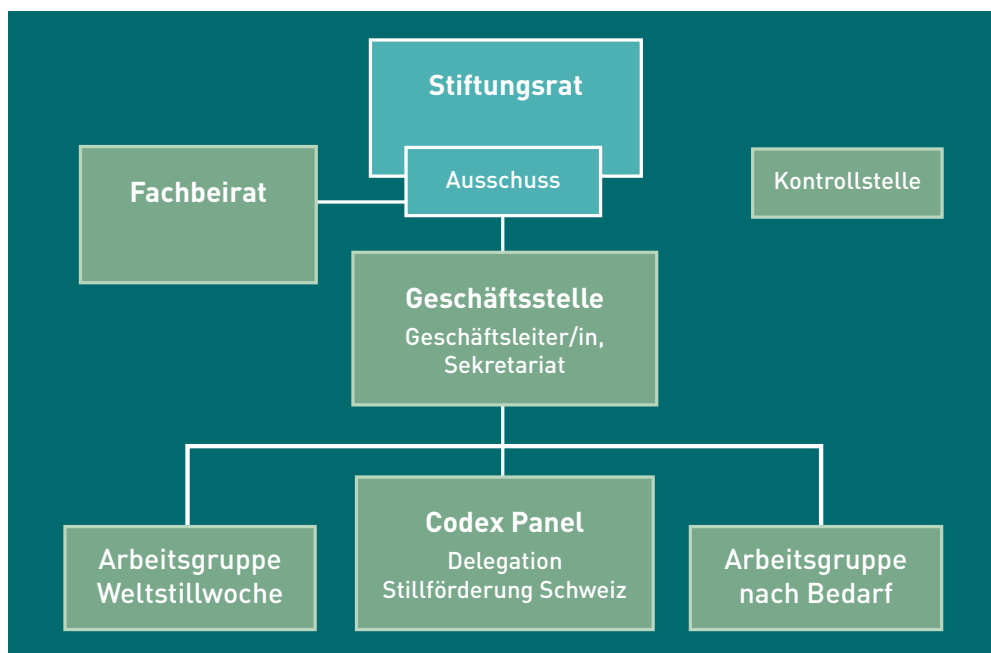 Stiftungsrat
Ausschuss
Fachbeirat
Kontrollstelle
Geschäftsstelle
Geschäftsleiter/in,
Sekretariat
Arbeitsgruppe
Weltstillwoche
Codex Panel
Delegation
Stillförderung Schweiz
Arbeitsgruppe
nach Bedarf